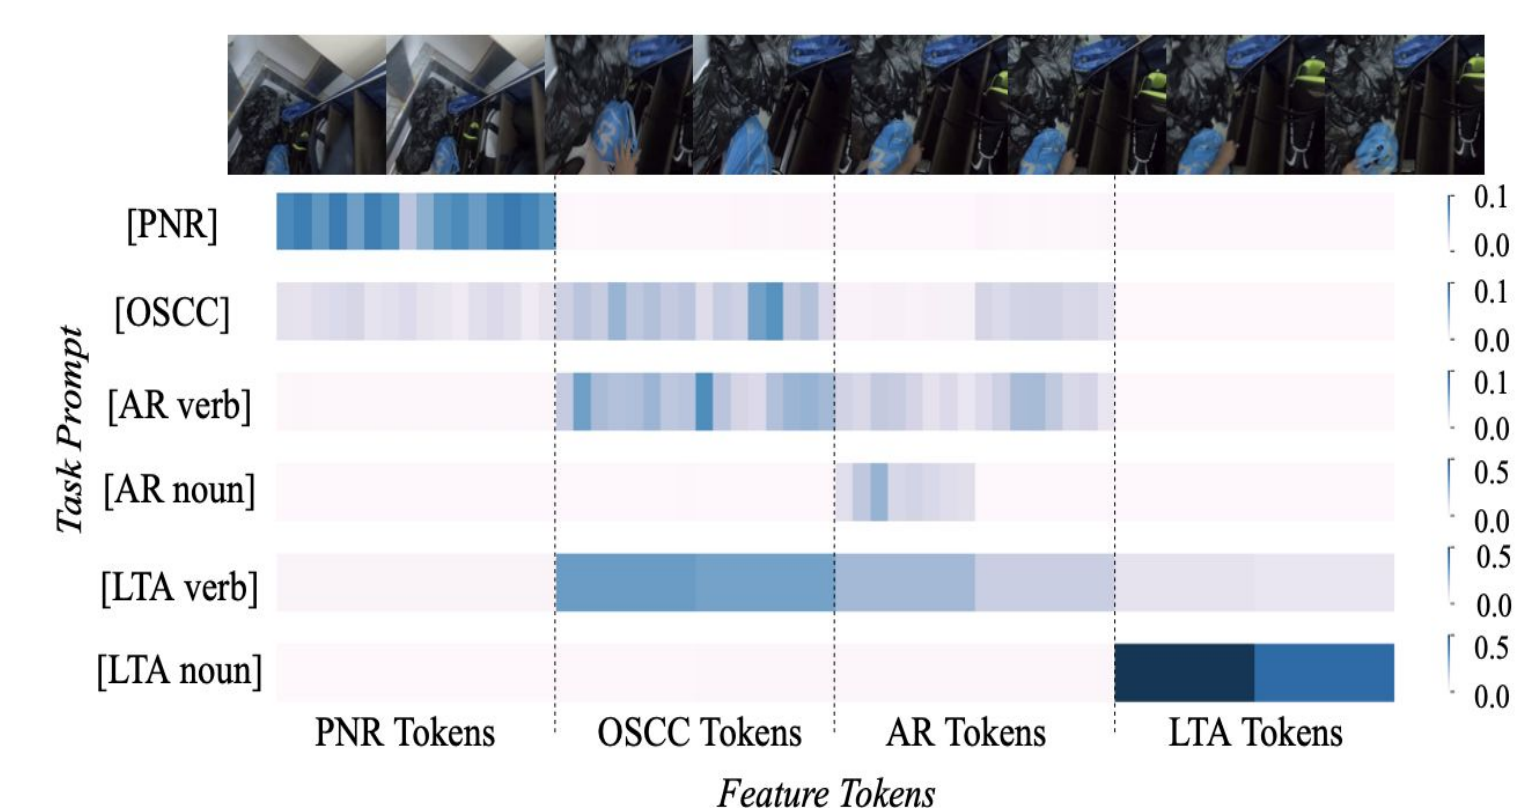 [PNR]
0.1
0.0
[OSCC]
0.1
0.0
[AR verb]
0.1
0.0
[AR noun]
0.5
0.0
[LTA verb]
0.5
0.0
[LTA noun]
0.5
0.0
Task Prompt
PNR Tokens OSCC Tokens AR Tokens LTA Tokens
Feature Tokens